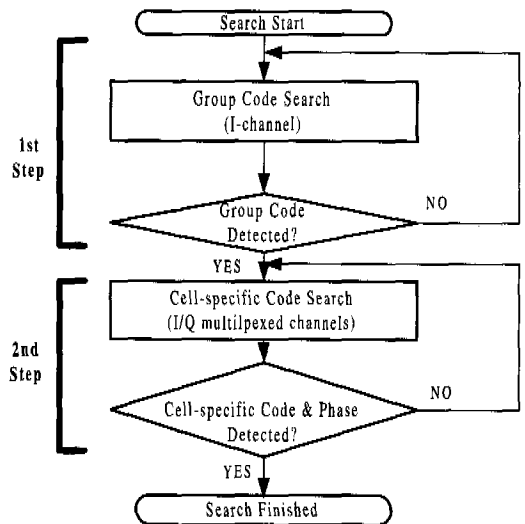 Search Start
Group Code Search
(I-channel)
1st
Step
Group Code
Detected?
NO
YES
Cell-specific Code Search
(I/Q multilpexed channels)
2nd
Step
Cell-specific Code & Phase
Detected?
NO
YES
Search Finished